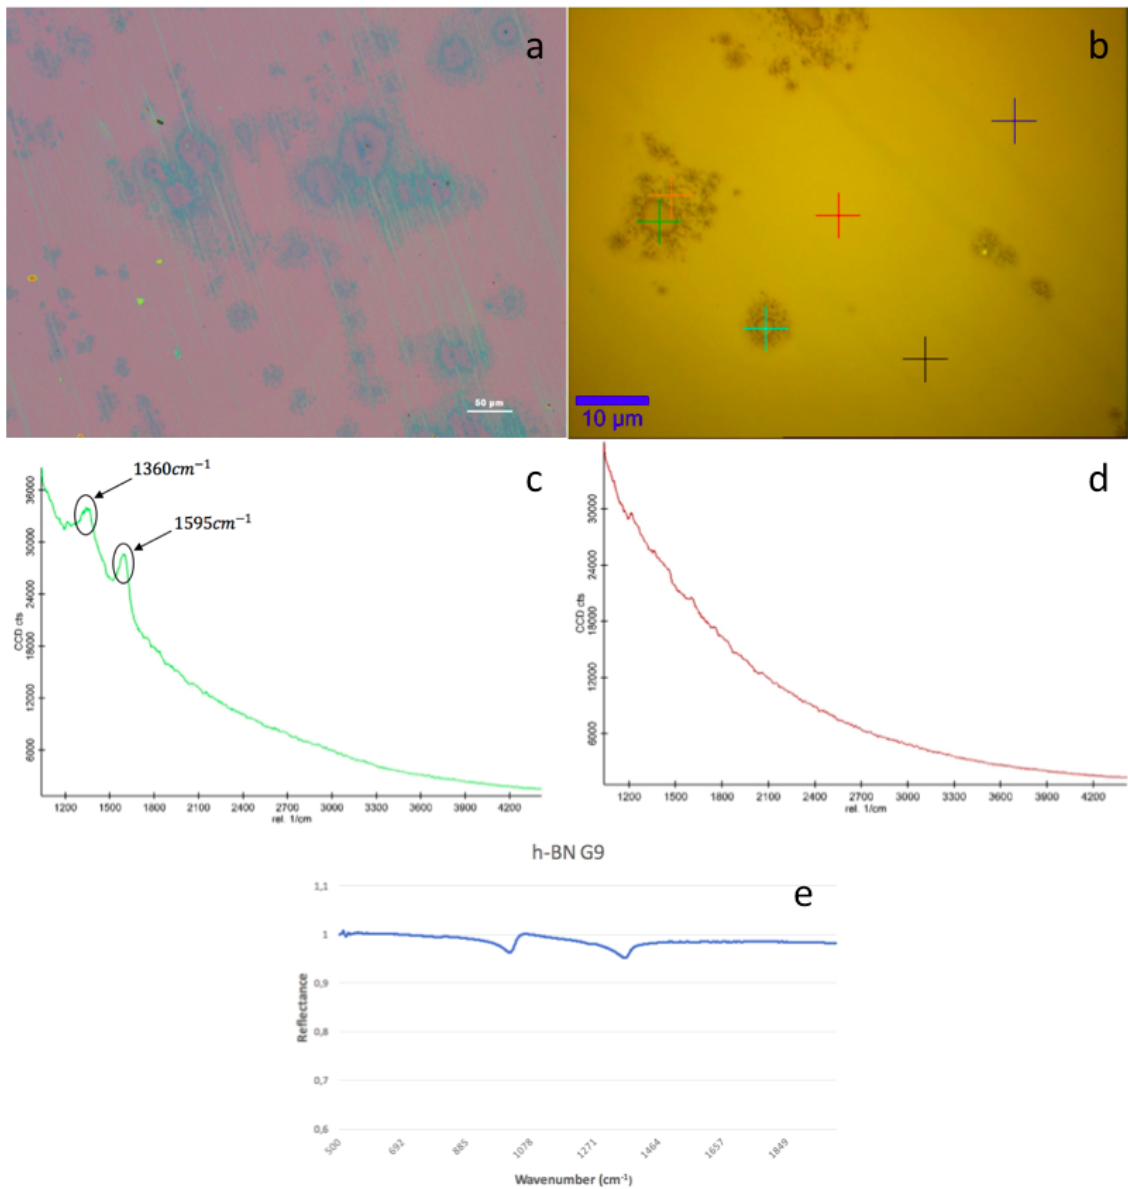 a
b
50 µm
10 µm
c
d
1360cm⁻¹
1595cm⁻¹
CCD cts
36000
30000
24000
18000
12000
6000
1200 1500 1800 2100 2400 2700 3000 3300 3600 3900 4200
rel. 1/cm
CCD cts
30000
24000
18000
12000
6000
1200 1500 1800 2100 2400 2700 3000 3300 3600 3900 4200
rel. 1/cm
h-BN G9
e
Reflectance
1,1
1
0,9
0,8
0,7
0,6
500 692 885 1078 1271 1464 1657 1849
Wavenumber (cm⁻¹)